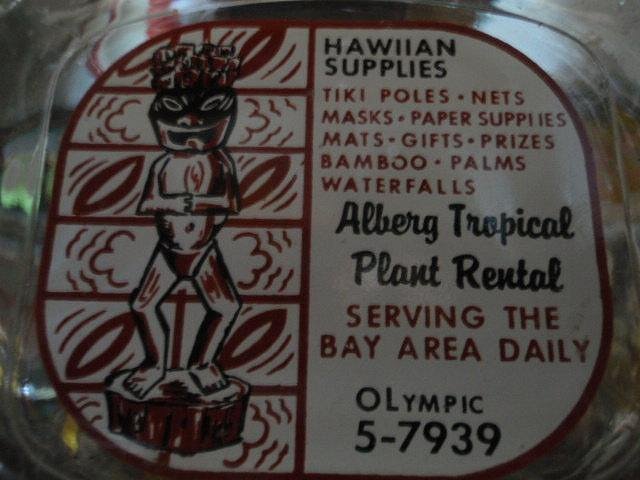 HAWIIAN
SUPPLIES
TIKI POLES · NETS
MASKS · PAPER SUPPLIES
MATS · GIFTS · PRIZES
BAMBOO · PALMS
WATERFALLS
Alberg Tropical
Plant Rental
SERVING THE
BAY AREA DAILY
OLYMPIC
5-7939